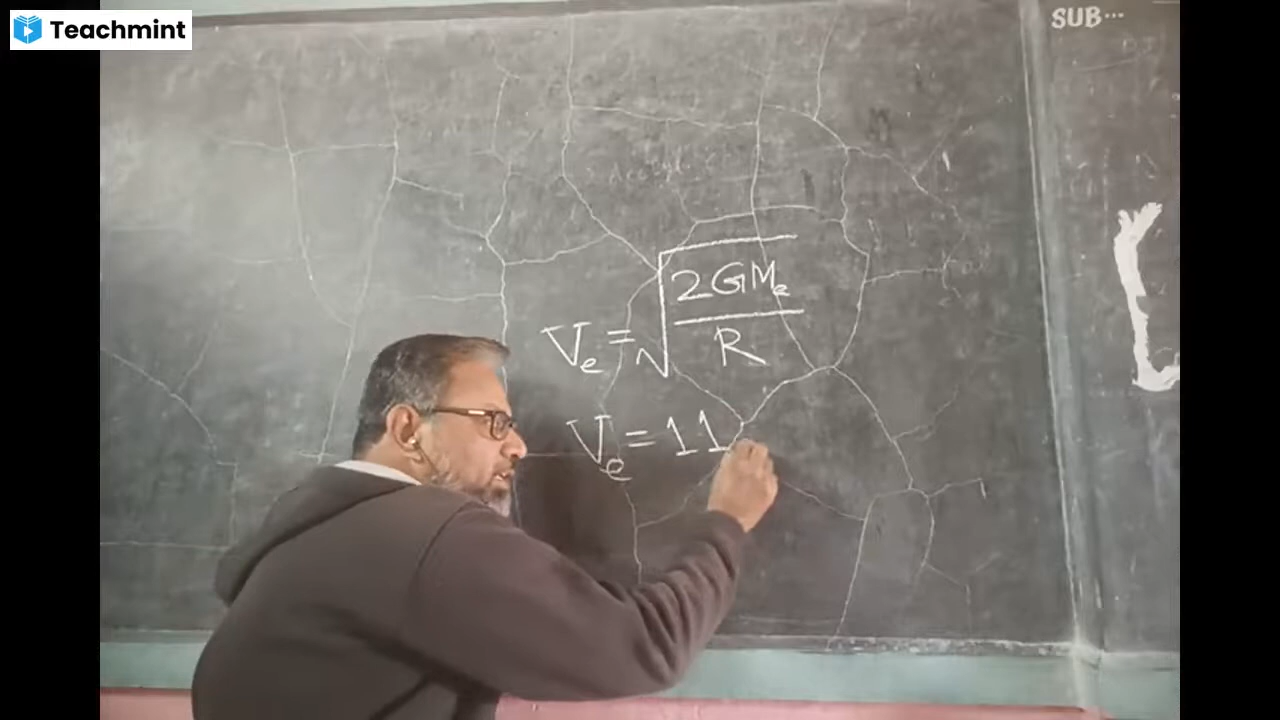 Teachmint
SUB...
Ve = √(2GMe / R)
Ve = 11